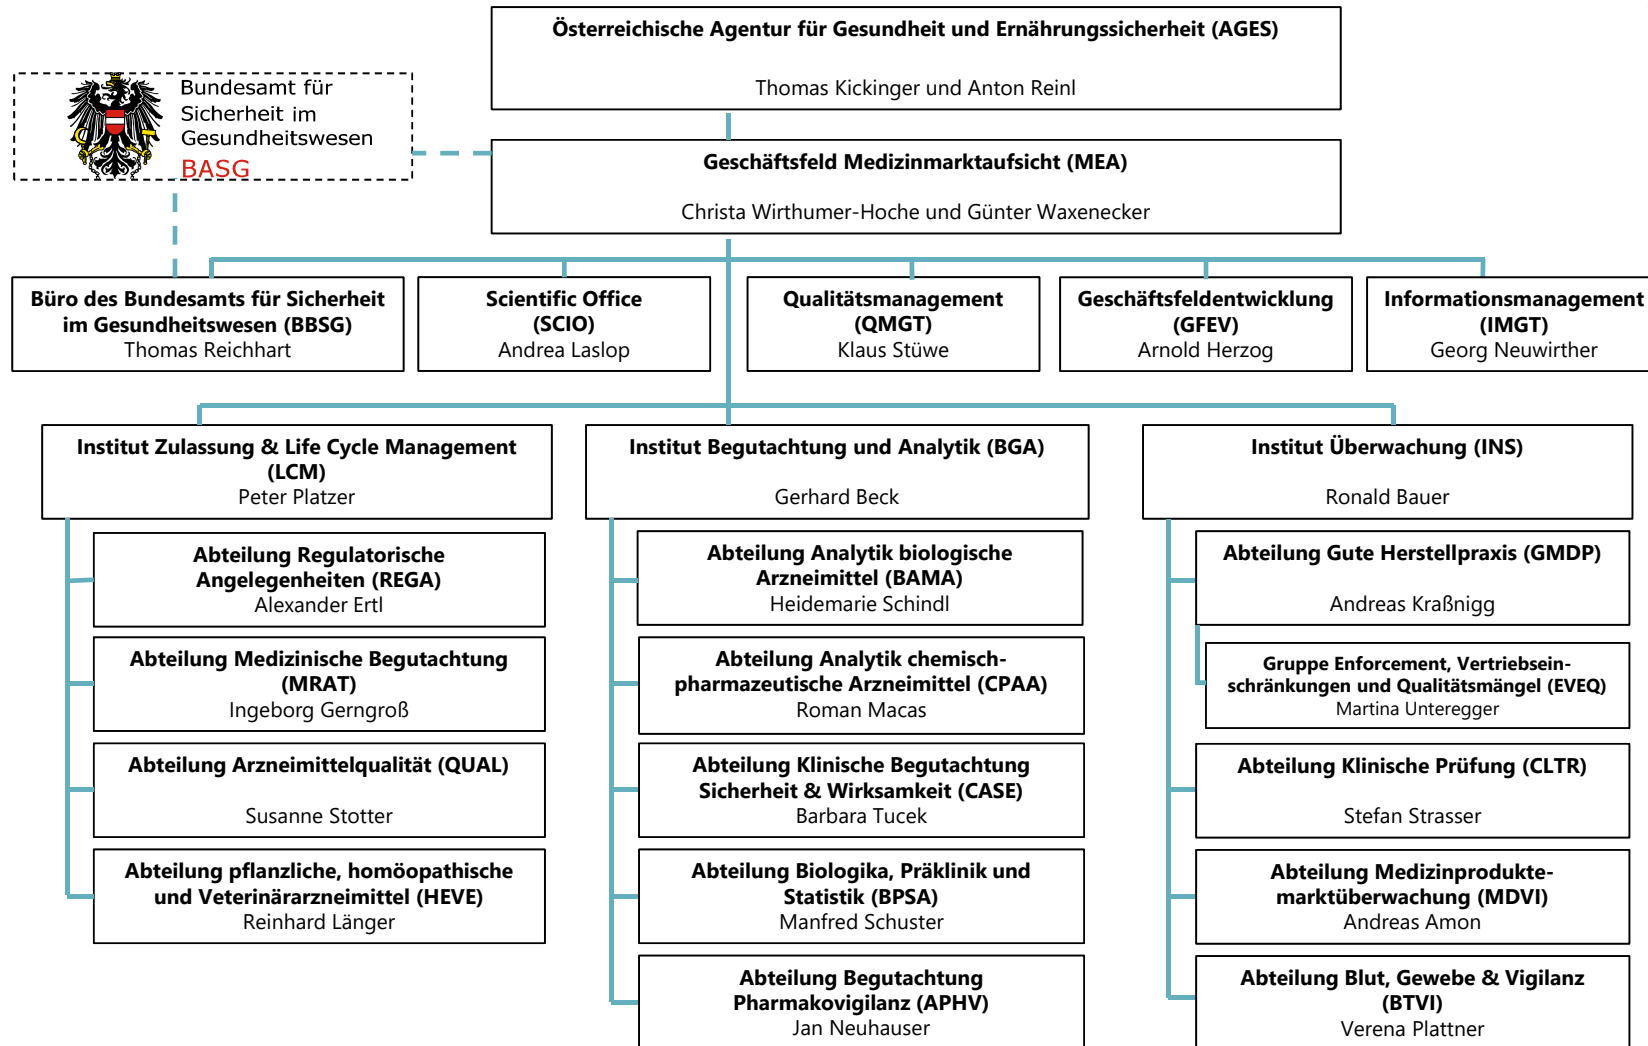 Österreichische Agentur für Gesundheit und Ernährungssicherheit (AGES)
Thomas Kickinger und Anton Reinl
Bundesamt für
Sicherheit im
Gesundheitswesen
BASG
Geschäftsfeld Medizinmarktaufsicht (MEA)
Christa Wirthumer-Hoche und Günter Waxenecker
Büro des Bundesamts für Sicherheit
im Gesundheitswesen (BBSG)
Thomas Reichhart
Scientific Office
(SCIO)
Andrea Laslop
Qualitätsmanagement
(QMGT)
Klaus Stüwe
Geschäftsfeldentwicklung
(GFEV)
Arnold Herzog
Informationsmanagement
(IMGT)
Georg Neuwirther
Institut Zulassung & Life Cycle Management
(LCM)
Peter Platzer
Abteilung Regulatorische
Angelegenheiten (REGA)
Alexander Ertl
Abteilung Medizinische Begutachtung
(MRAT)
Ingeborg Gerngroß
Abteilung Arzneimittelqualität (QUAL)
Susanne Stotter
Abteilung pflanzliche, homöopathische
und Veterinärarzneimittel (HEVE)
Reinhard Länger
Institut Begutachtung und Analytik (BGA)
Gerhard Beck
Abteilung Analytik biologische
Arzneimittel (BAMA)
Heidemarie Schindl
Abteilung Analytik chemisch-
pharmazeutische Arzneimittel (CPAA)
Roman Macas
Abteilung Klinische Begutachtung
Sicherheit & Wirksamkeit (CASE)
Barbara Tucek
Abteilung Biologika, Präklinik und
Statistik (BPSA)
Manfred Schuster
Abteilung Begutachtung
Pharmakovigilanz (APHV)
Jan Neuhauser
Institut Überwachung (INS)
Ronald Bauer
Abteilung Gute Herstellpraxis (GMDP)
Andreas Kraßnigg
Gruppe Enforcement, Vertriebsein-
schränkungen und Qualitätsmängel (EVEQ)
Martina Unteregger
Abteilung Klinische Prüfung (CLTR)
Stefan Strasser
Abteilung Medizinprodukte-
marktüberwachung (MDVI)
Andreas Amon
Abteilung Blut, Gewebe & Vigilanz
(BTVI)
Verena Plattner